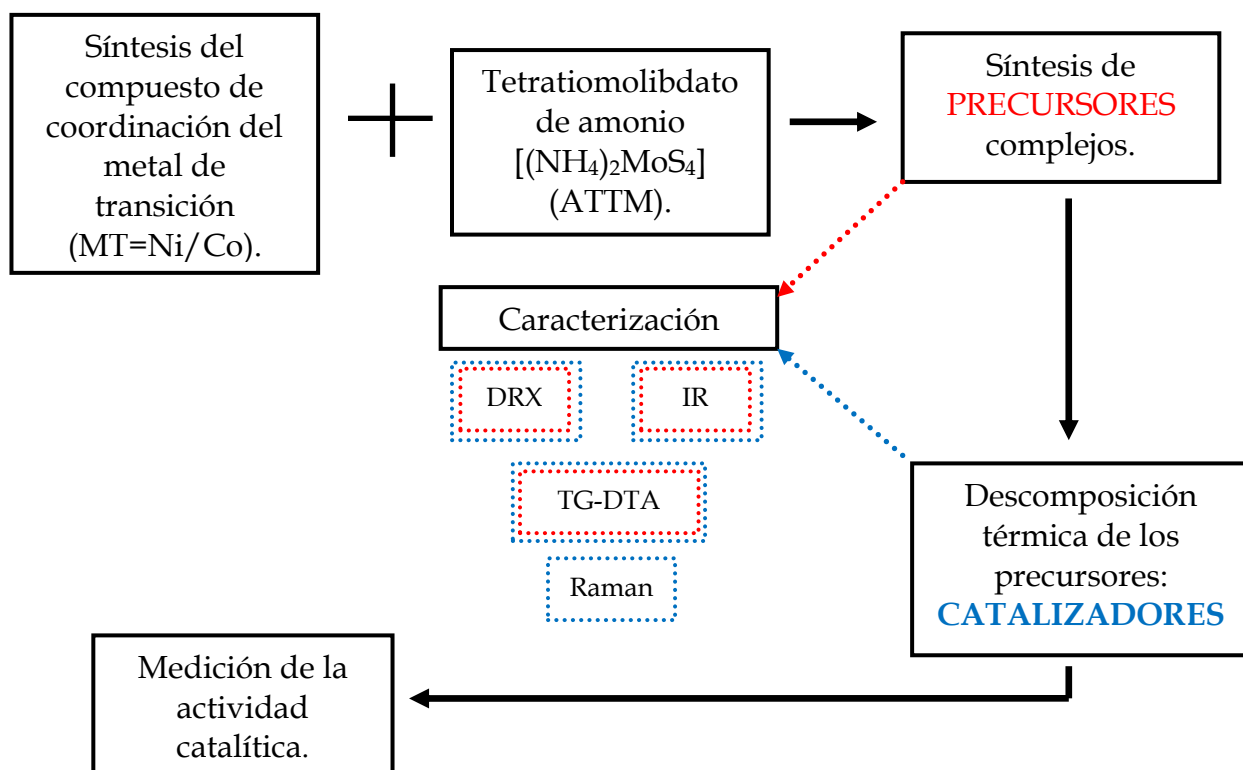 Síntesis del
compuesto de
coordinación del
metal de
transición
(MT=Ni/Co).
Tetratiomolibdato
de amonio
[(NH₄)₂MoS₄]
(ATTM).
Síntesis de
PRECURSORES
complejos.
Caracterización
DRX
IR
TG-DTA
Raman
Descomposición
térmica de los
precursores:
CATALIZADORES
Medición de la
actividad
catalítica.